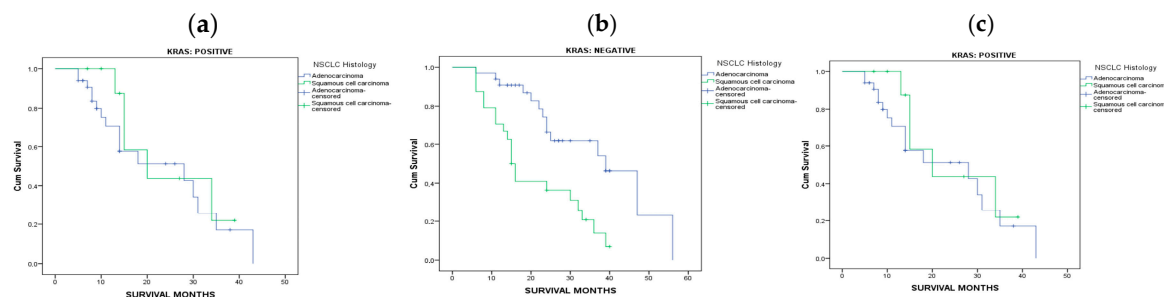 (a)
KRAS: POSITIVE
NSCLC Histology
Adenocarcinoma
Squamous cell carcinoma
Adenocarcinoma-
censored
Squamous cell carcinoma-
censored
Cum Survival
1.0
0.8
0.6
0.4
0.2
0.0
0 10 20 30 40 50
SURVIVAL MONTHS
(b)
KRAS: NEGATIVE
NSCLC Histology
Adenocarcinoma
Squamous cell carcinoma
Adenocarcinoma-
censored
Squamous cell carcinoma-
censored
Cum Survival
1.0
0.8
0.6
0.4
0.2
0.0
0 10 20 30 40 50 60
SURVIVAL MONTHS
(c)
KRAS: POSITIVE
NSCLC Histology
Adenocarcinoma
Squamous cell carcinoma
Adenocarcinoma-
censored
Squamous cell carcinoma-
censored
Cum Survival
1.0
0.8
0.6
0.4
0.2
0.0
0 10 20 30 40 50
SURVIVAL MONTHS